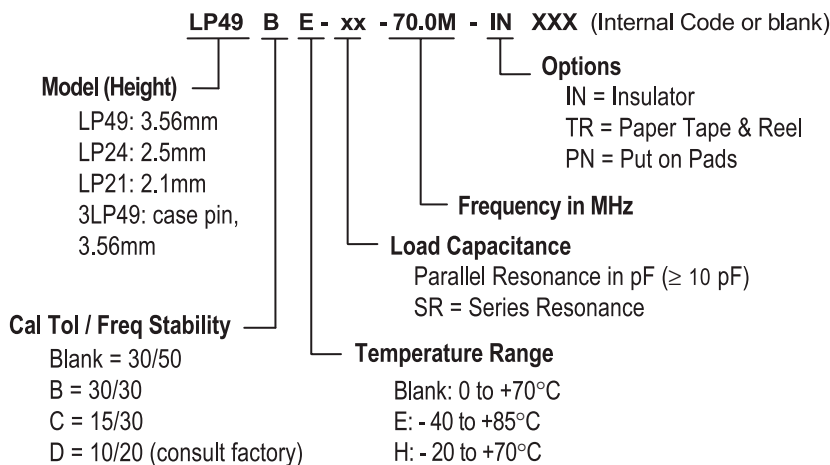 LP49 B E - xx - 70.0M - IN XXX (Internal Code or blank)
Options
IN = Insulator
TR = Paper Tape & Reel
PN = Put on Pads
Model (Height)
LP49: 3.56mm
LP24: 2.5mm
LP21: 2.1mm
3LP49: case pin,
3.56mm
Frequency in MHz
Load Capacitance
Parallel Resonance in pF (≥ 10 pF)
SR = Series Resonance
Cal Tol / Freq Stability
Blank = 30/50
B = 30/30
C = 15/30
D = 10/20 (consult factory)
Temperature Range
Blank: 0 to +70°C
E: - 40 to +85°C
H: - 20 to +70°C